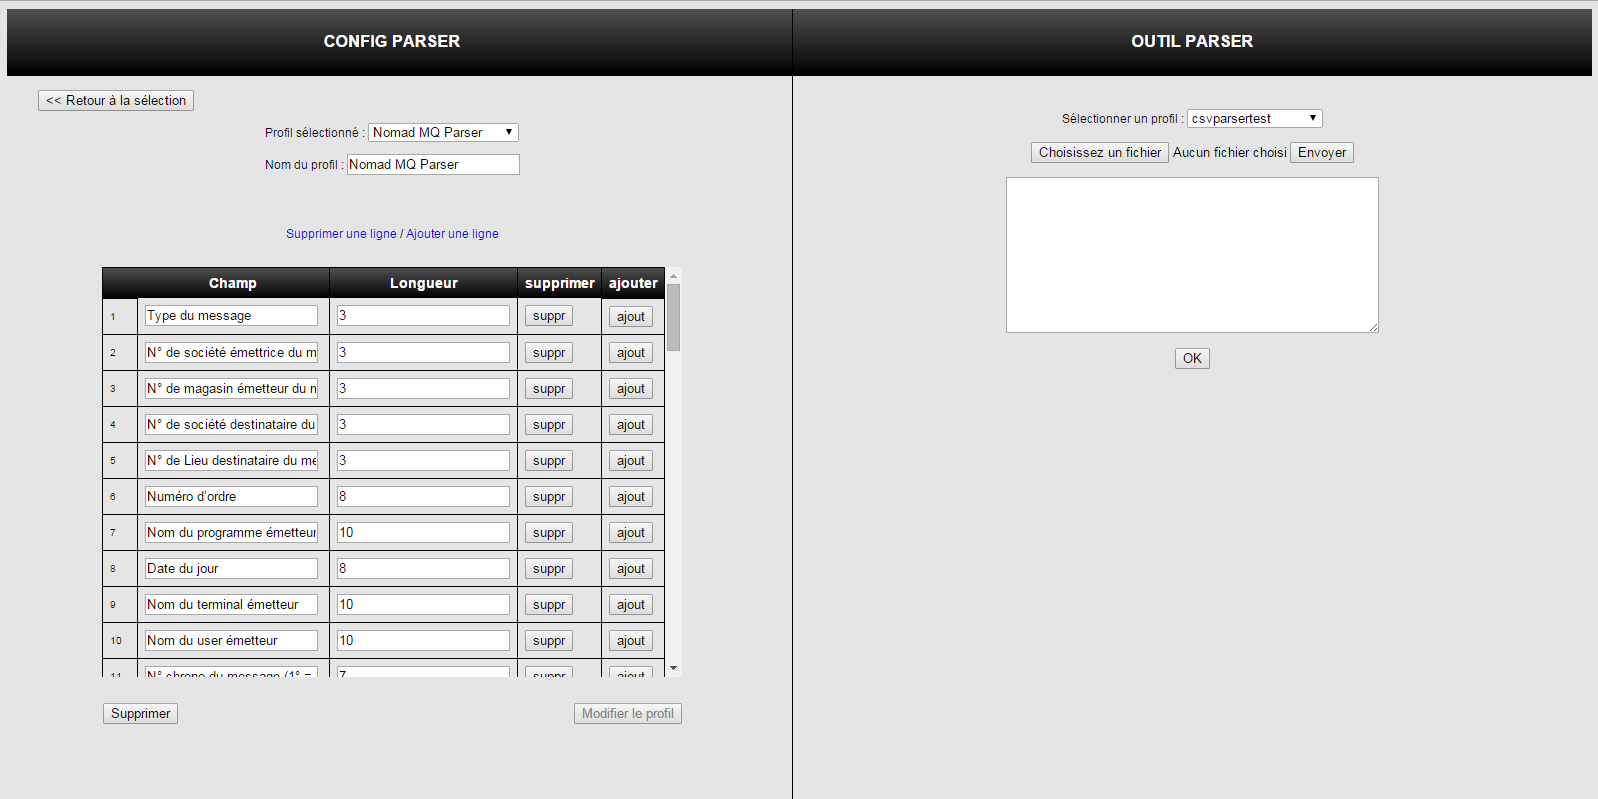 CONFIG PARSER
<< Retour à la sélection
Profil sélectionné : Nomad MQ Parser
Nom du profil : Nomad MQ Parser
Supprimer une ligne / Ajouter une ligne
Champ Longueur supprimer ajouter
1 Type du message 3 suppr ajout
2 N° de société émettrice du m 3 suppr ajout
3 N° de magasin émetteur du m 3 suppr ajout
4 N° de société destinataire du 3 suppr ajout
5 N° de Lieu destinataire du me 3 suppr ajout
6 Numéro d'ordre 8 suppr ajout
7 Nom du programme émetteur 10 suppr ajout
8 Date du jour 8 suppr ajout
9 Nom du terminal émetteur 10 suppr ajout
10 Nom du user émetteur 10 suppr ajout
11 N° chrono du message (1° = 7 suppr ajout
Supprimer Modifier le profil
OUTIL PARSER
Sélectionner un profil : csvparsertest
Choisissez un fichier Aucun fichier choisi Envoyer
OK